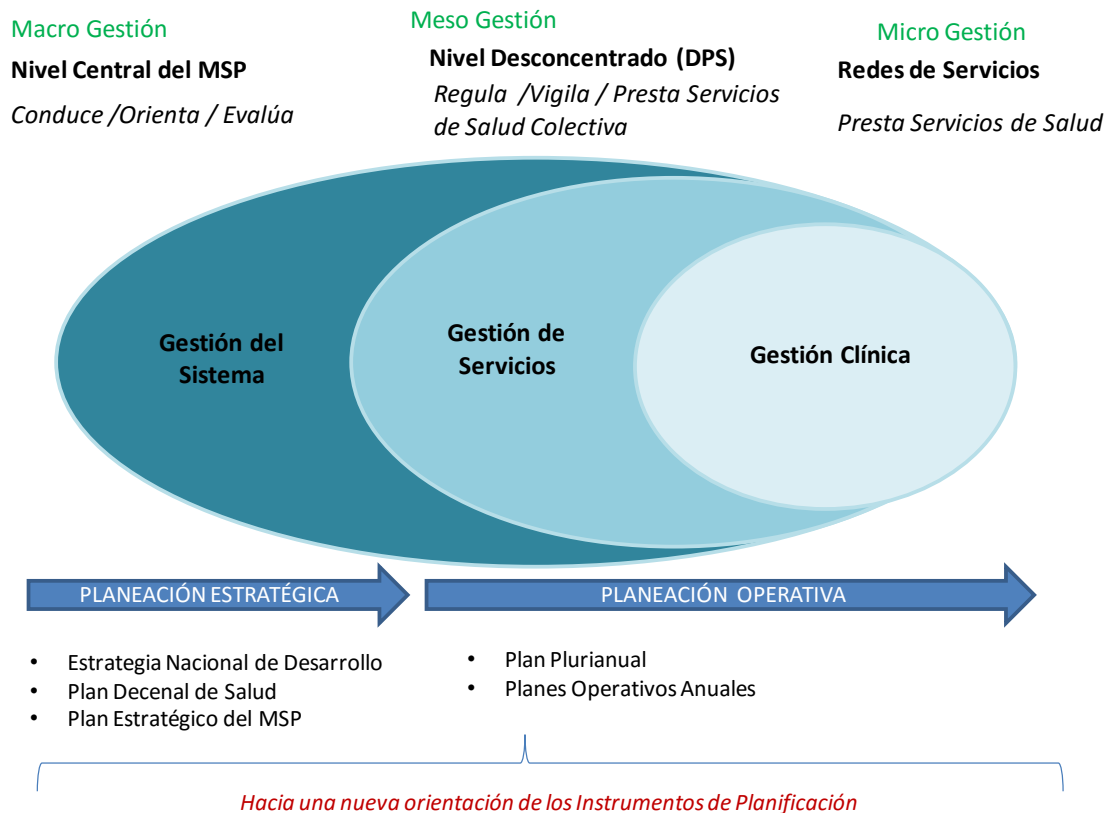 Macro Gestión
Nivel Central del MSP
Conduce /Orienta / Evalúa
Meso Gestión
Nivel Desconcentrado (DPS)
Regula /Vigila / Presta Servicios
de Salud Colectiva
Micro Gestión
Redes de Servicios
Presta Servicios de Salud
Gestión del
Sistema
Gestión de
Servicios
Gestión Clínica
PLANEACIÓN ESTRATÉGICA
PLANEACIÓN OPERATIVA
• Estrategia Nacional de Desarrollo
• Plan Decenal de Salud
• Plan Estratégico del MSP
• Plan Plurianual
• Planes Operativos Anuales
Hacia una nueva orientación de los Instrumentos de Planificación